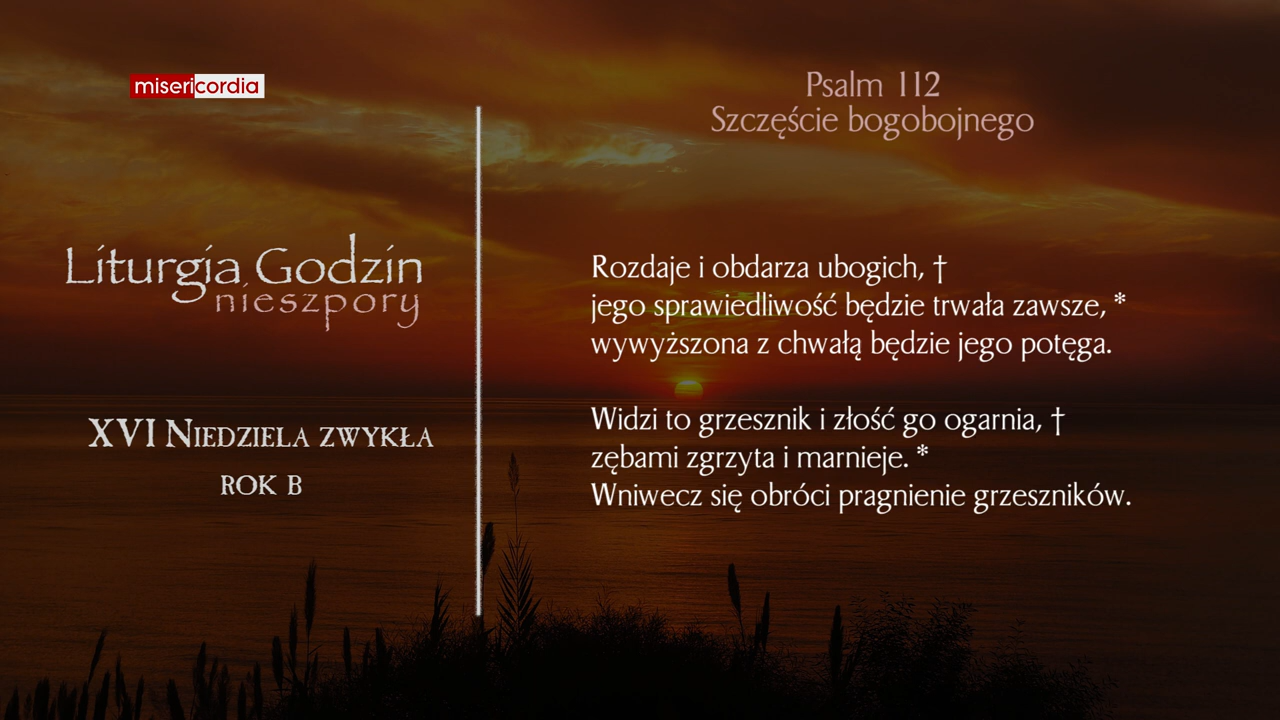 misericordia
Liturgia Godzin
nieszpory
XVI Niedziela zwykła
rok B
Psalm 112
Szczęście bogobojnego
Rozdaje i obdarza ubogich, †
jego sprawiedliwość będzie trwała zawsze, *
wywyższona z chwałą będzie jego potęga.
Widzi to grzesznik i złość go ogarnia, †
zębami zgrzyta i marnieje. *
Wniwecz się obróci pragnienie grzeszników.